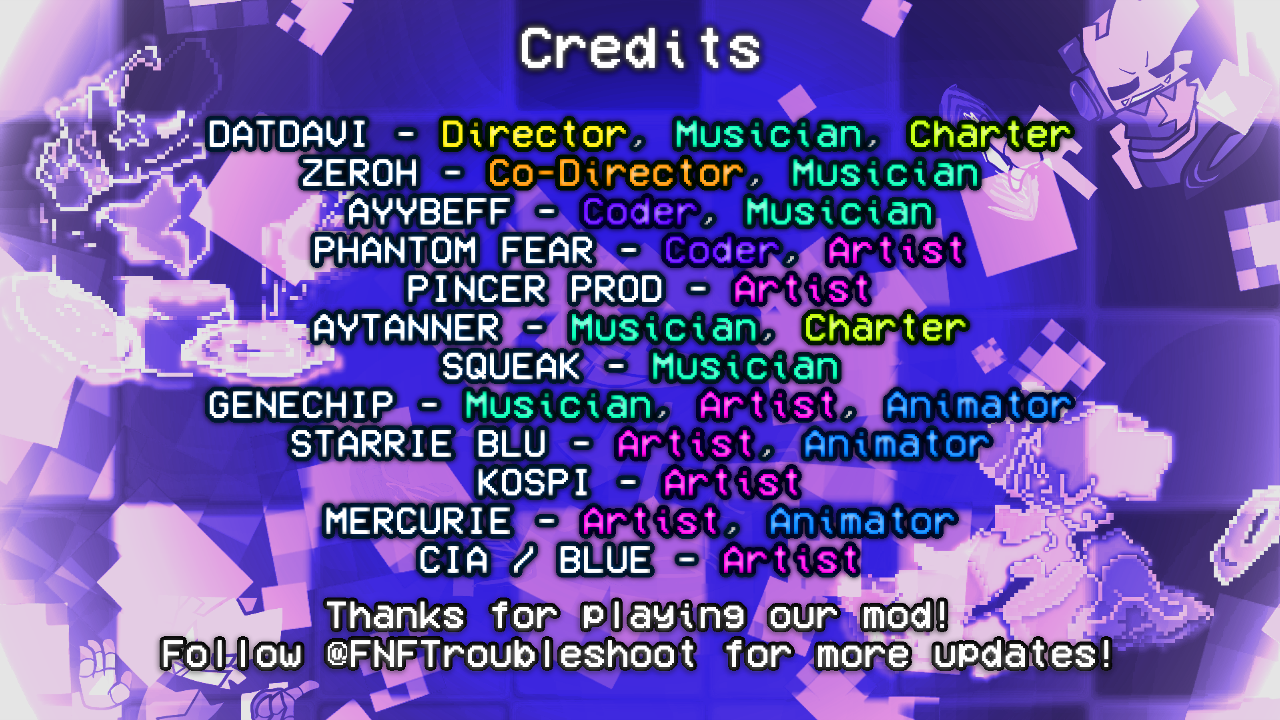 Credits
DATDAVI - Director, Musician, Charter
ZEROH - Co-Director, Musician
AYYBEFF - Coder, Musician
PHANTOM FEAR - Coder, Artist
PINCER PROD - Artist
AYTANNER - Musician, Charter
SQUEAK - Musician
GENECHIP - Musician, Artist, Animator
STARRIE BLU - Artist, Animator
KOSPI - Artist
MERCURIE - Artist, Animator
CIA / BLUE - Artist
Thanks for playing our mod!
Follow @FNFTroubleshoot for more updates!